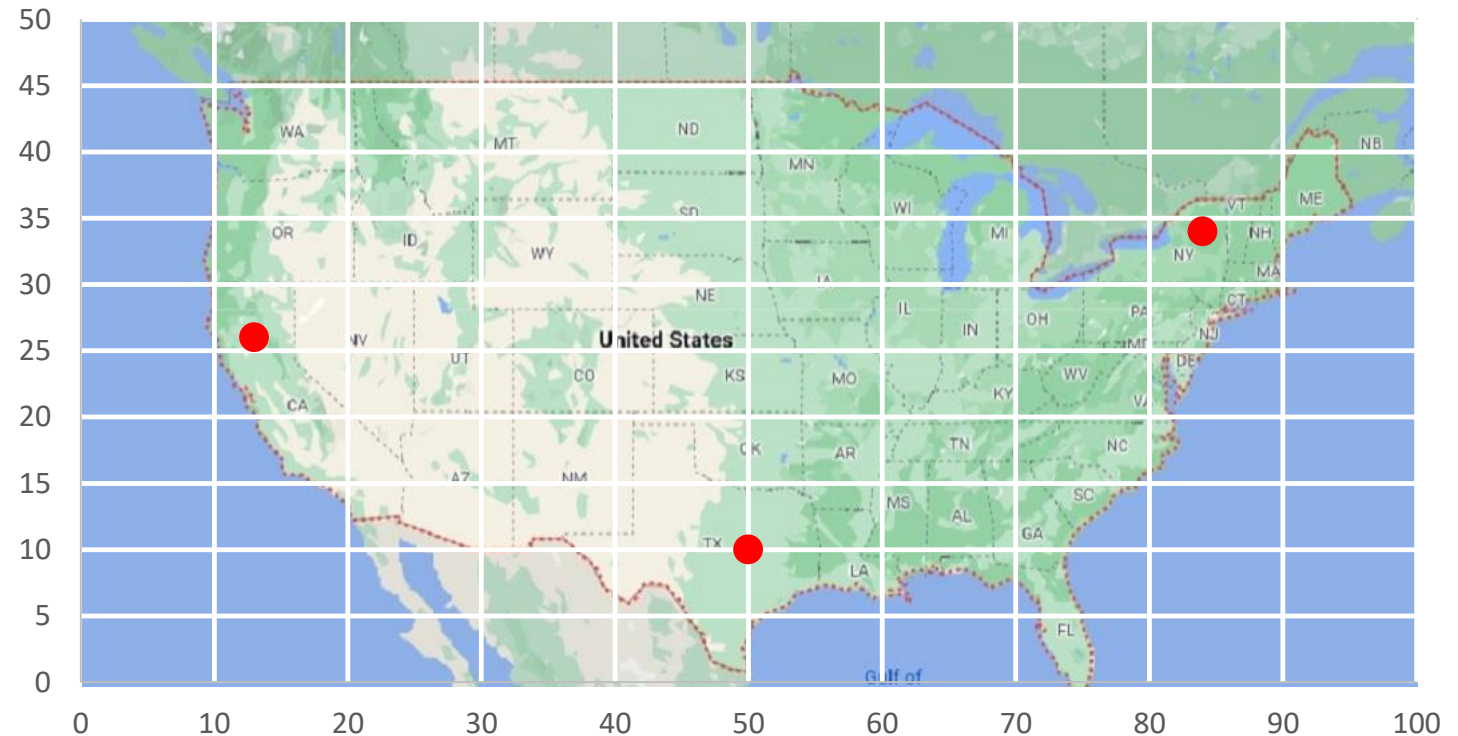 50
45
WA
ND
MT
NB
40
MN
ME
VT
WI
SD
35
OR
ID
MI
NH
WY
NY
MA
30
IA
NE
CT
IL
PA
OH
IN
NJ
United States
NV
MD
25
UT
DE
CO
KS
MO
WV
KY
CA
VA
20
TN
NC
OK
AR
AZ
NM
15
SC
MS
AL
GA
TX
10
LA
5
FL
Gulf of
0
0 10 20 30 40 50 60 70 80 90 100